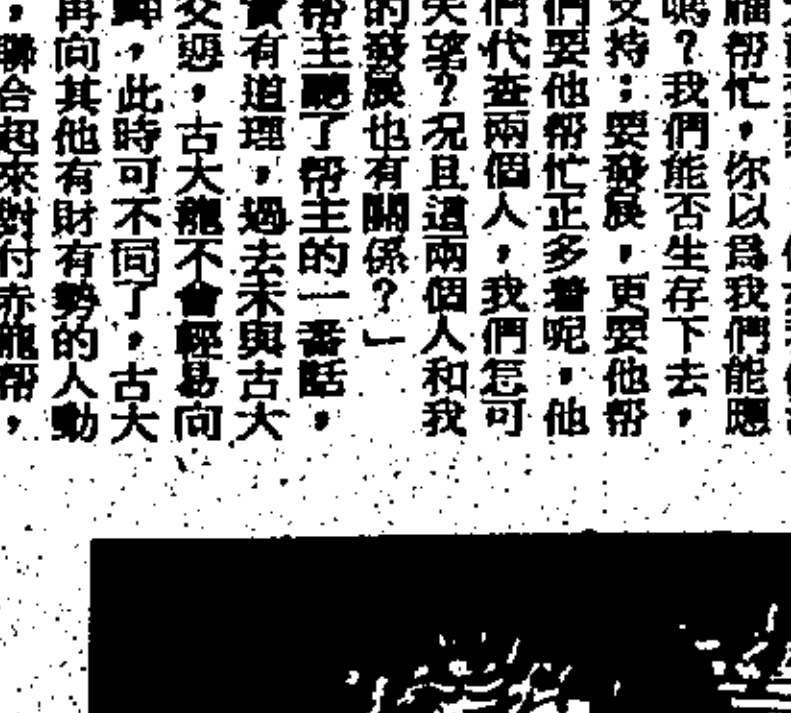 福帮忙，你以爲我們能應
嗎？我們能否生存下去，
支持；要發展，更要他帮
們要他帮忙正多着呢，他
們代查兩個人，我們怎可
失望？况且這兩個人和我
的發展也有關係？」
帮主聽了帮主的一番話，
實有道理，過去未與古大
交惡，古大龍不會輕易向
，此時可不同了，古大
再向其他有財有勢的人動
，聯合起來對付赤龍帮，